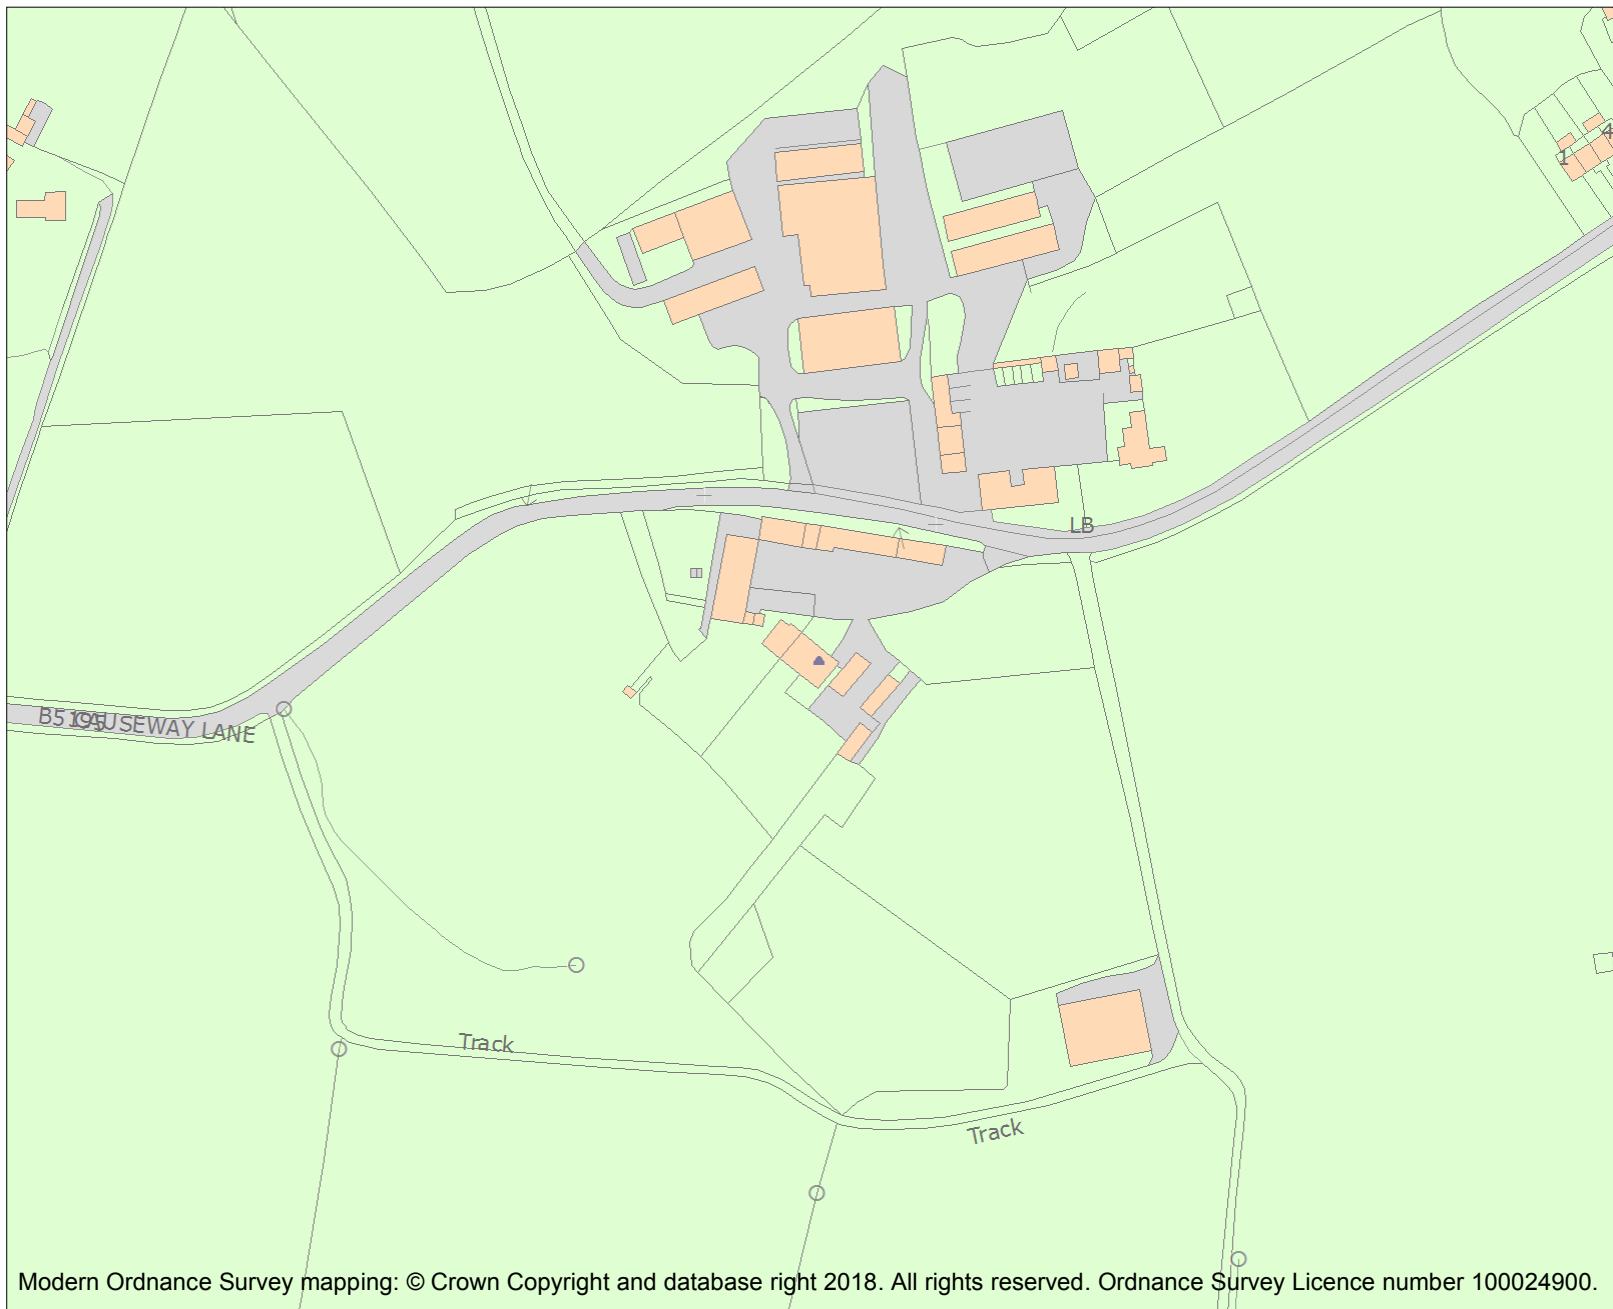 4
1
LB
B5195
CAUSEWAY LANE
Track
Track
Modern Ordnance Survey mapping: © Crown Copyright and database right 2018. All rights reserved. Ordnance Survey Licence number 100024900.